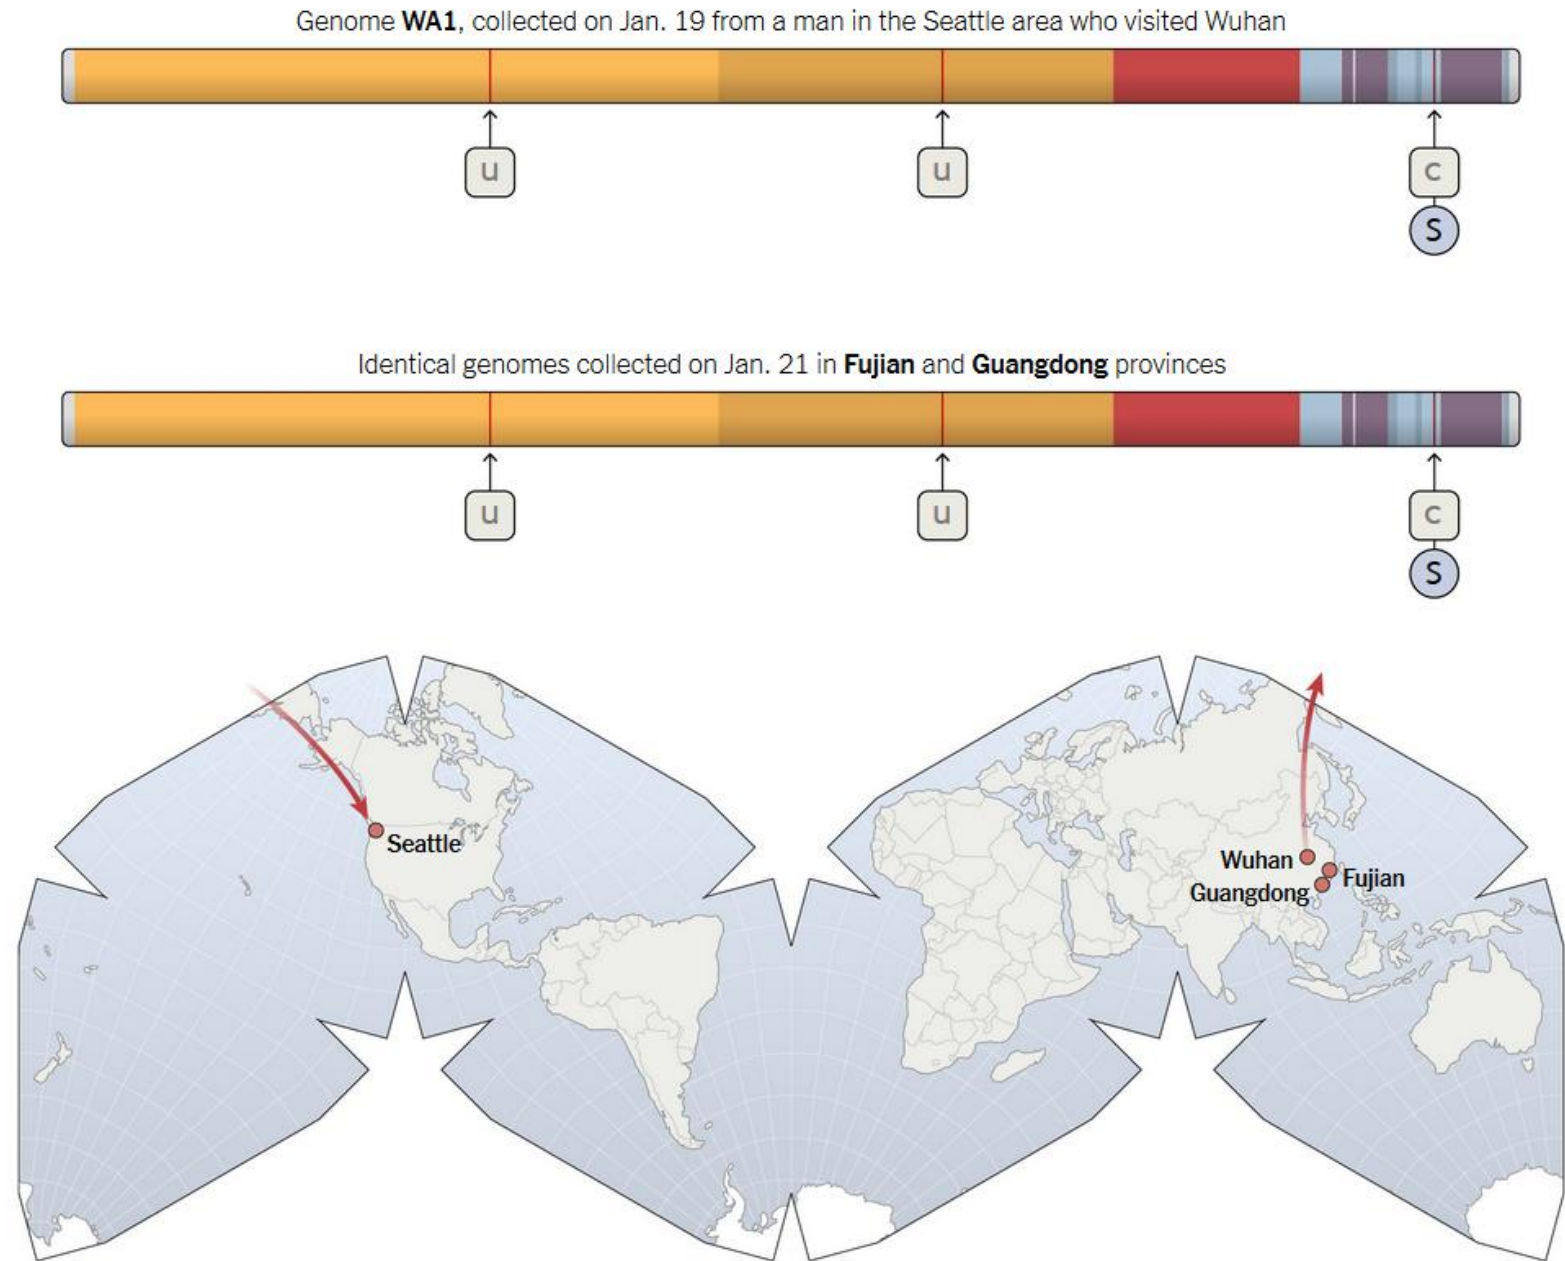 Genome WA1, collected on Jan. 19 from a man in the Seattle area who visited Wuhan
u
u
c
S
Identical genomes collected on Jan. 21 in Fujian and Guangdong provinces
u
u
c
S
Seattle
Wuhan
Fujian
Guangdong